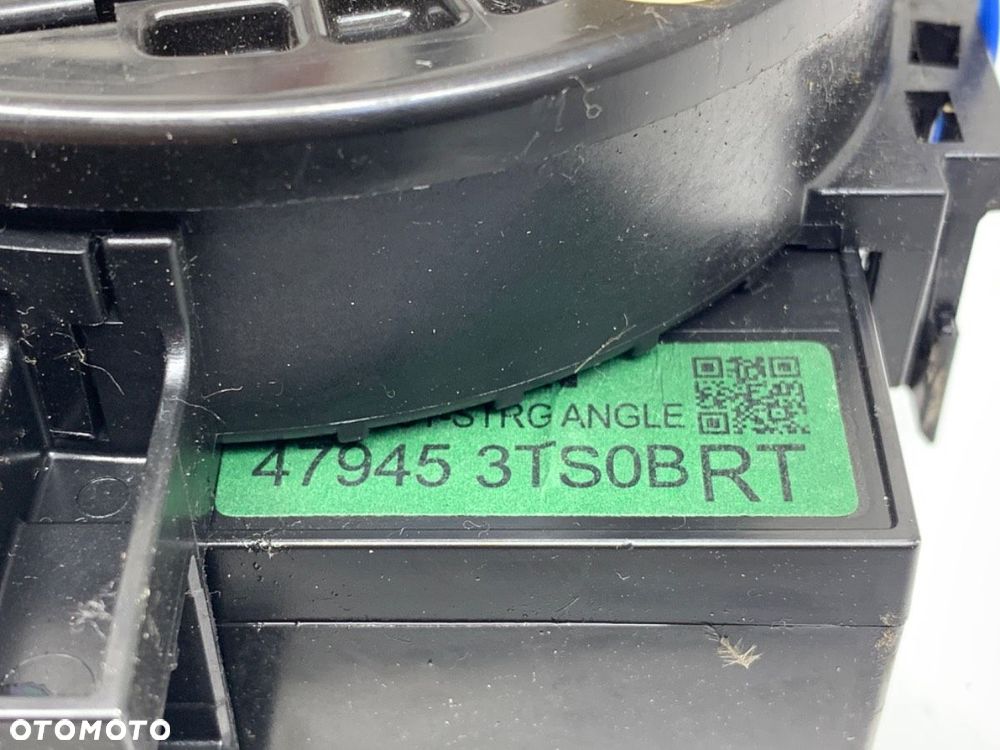 STRG ANGLE
47945 3TS0B RT
OTOMOTO